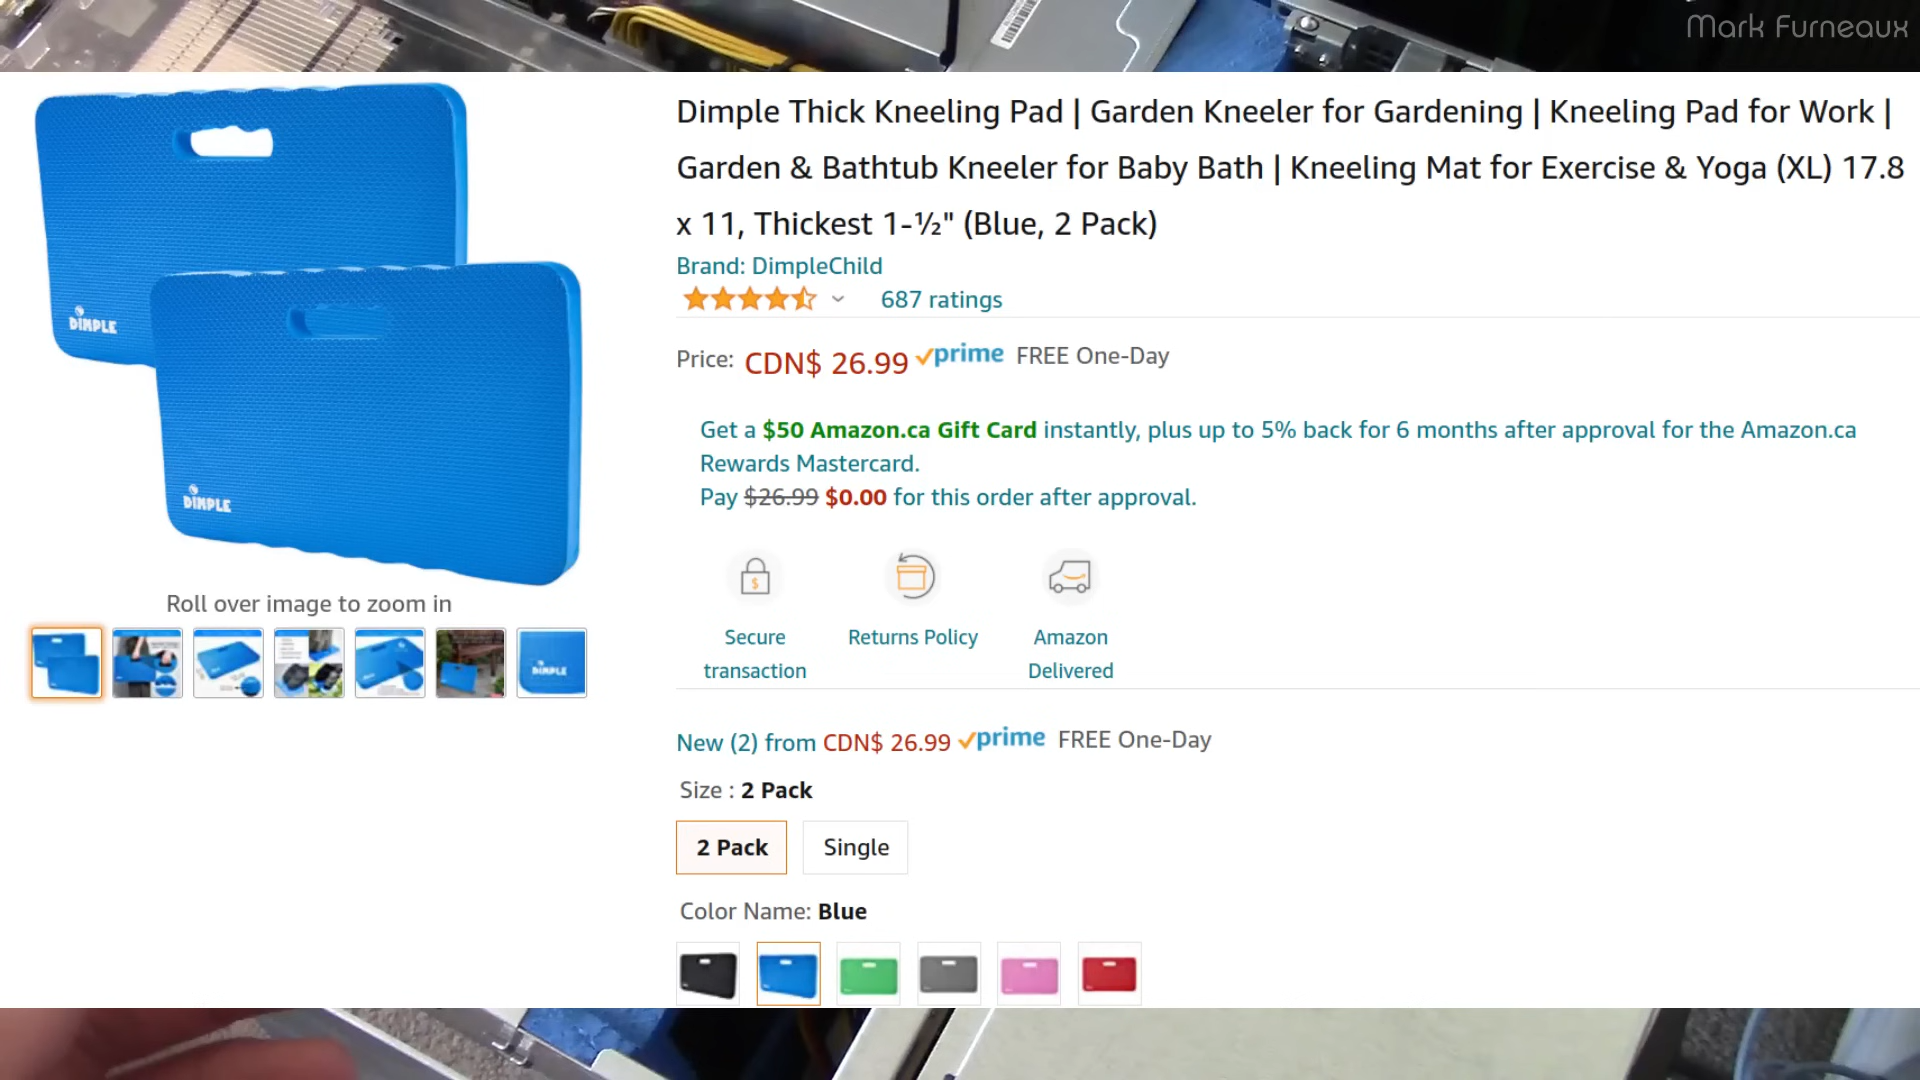 Mark Furneaux
Dimple Thick Kneeling Pad | Garden Kneeler for Gardening | Kneeling Pad for Work |
Garden & Bathtub Kneeler for Baby Bath | Kneeling Mat for Exercise & Yoga (XL) 17.8
x 11, Thickest 1-½" (Blue, 2 Pack)
Brand: DimpleChild
687 ratings
Price: CDN$ 26.99 prime FREE One-Day
Get a $50 Amazon.ca Gift Card instantly, plus up to 5% back for 6 months after approval for the Amazon.ca
Rewards Mastercard.
Pay $26.99 $0.00 for this order after approval.
$
Secure
transaction
Returns Policy
Amazon
Delivered
New (2) from CDN$ 26.99 prime FREE One-Day
Size : 2 Pack
2 Pack
Single
Color Name: Blue
DIMPLE
DIMPLE
Roll over image to zoom in
DIMPLE